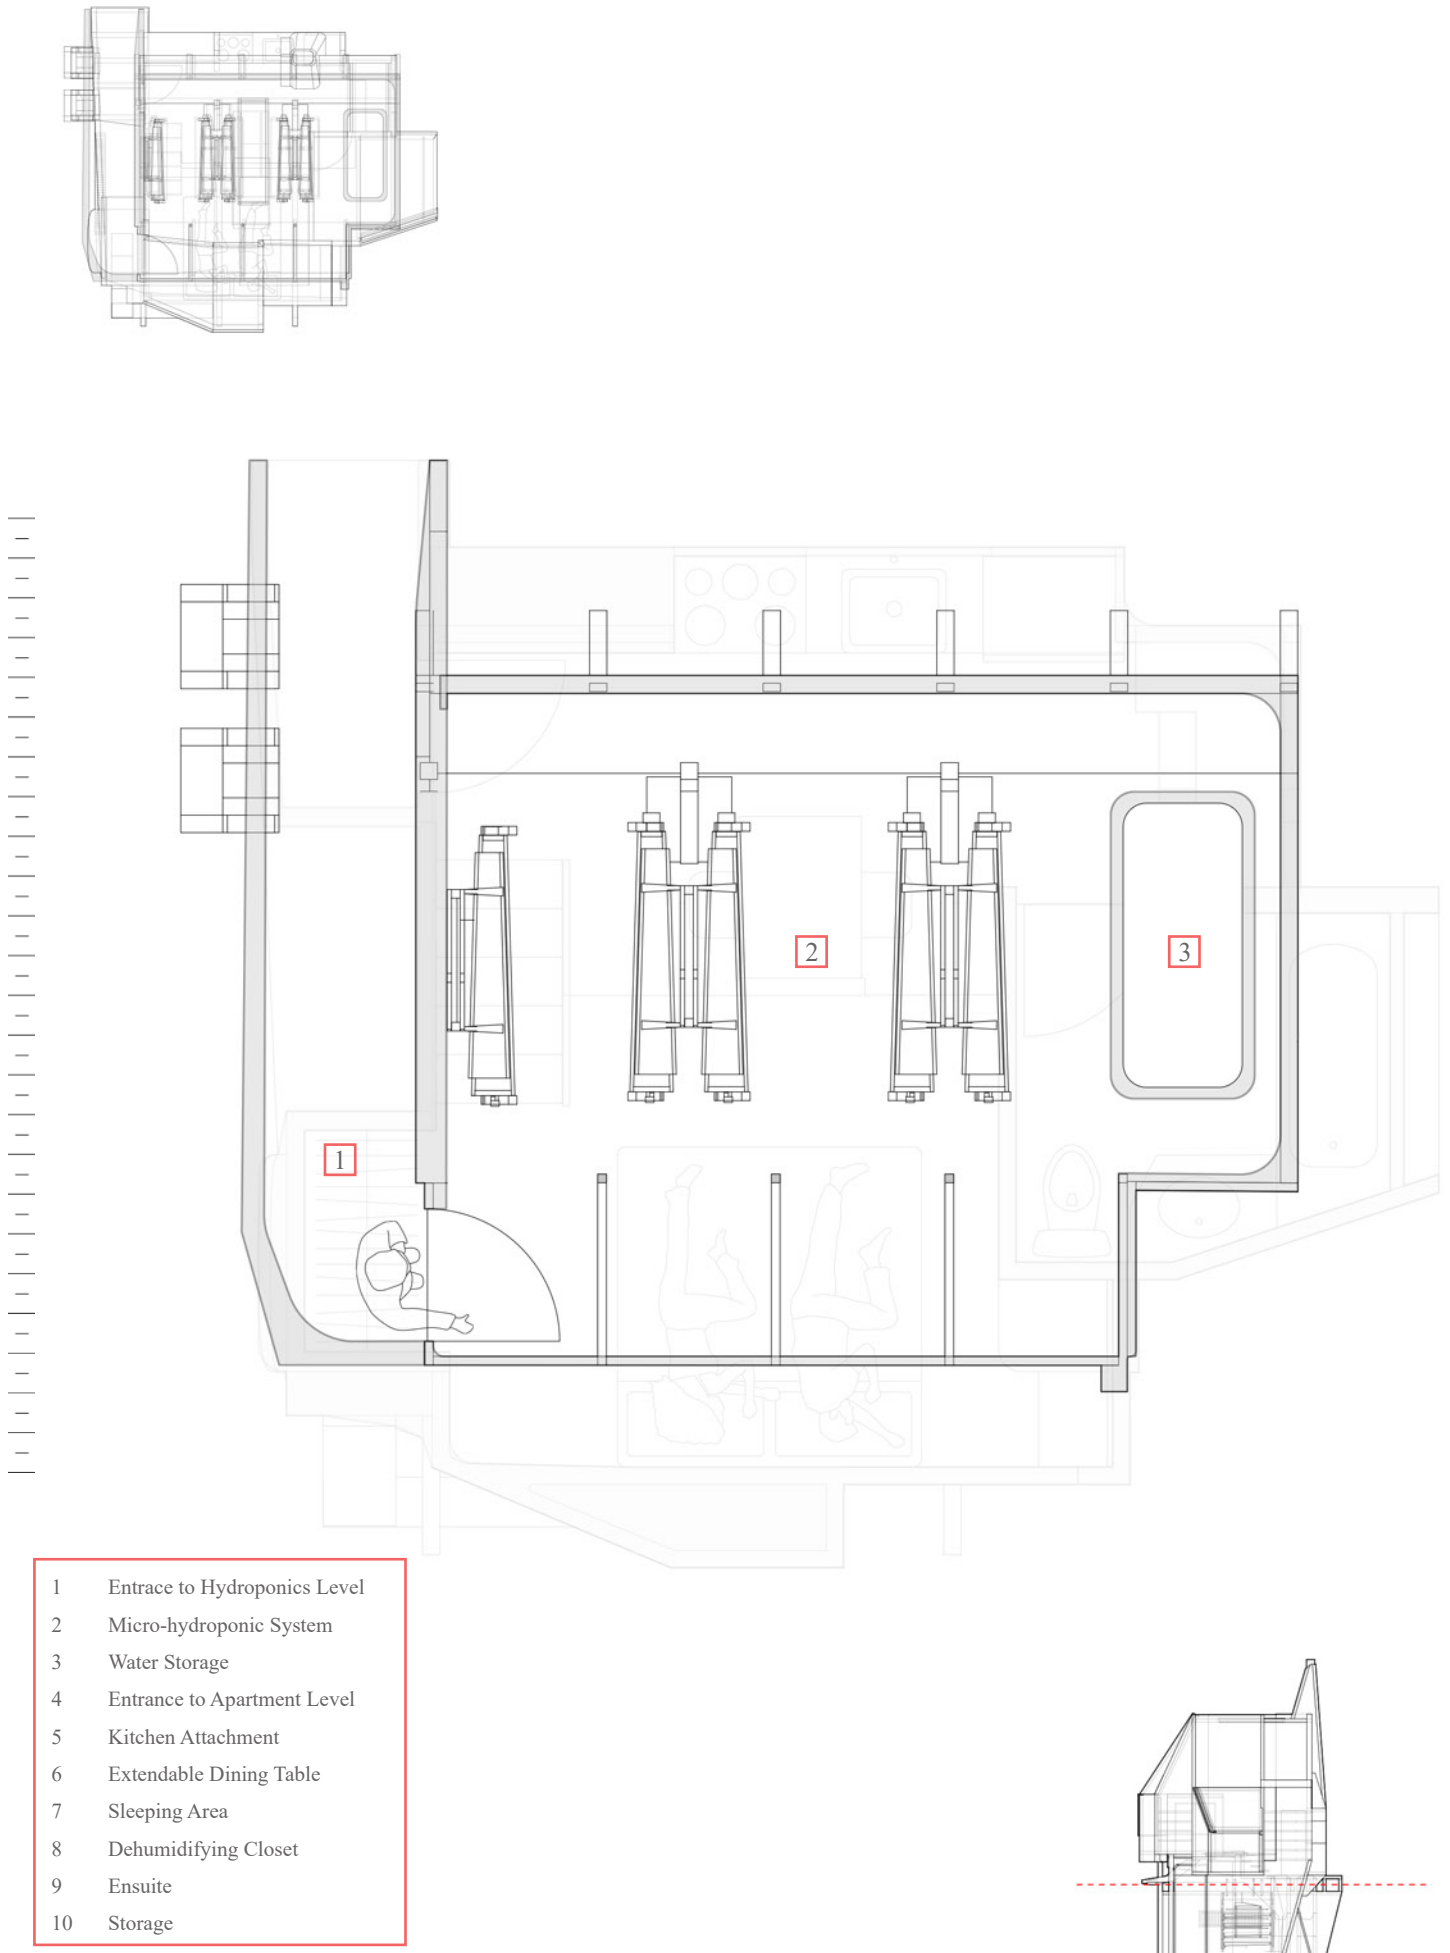 2
3
1
1 Entrace to Hydroponics Level
2 Micro-hydroponic System
3 Water Storage
4 Entrance to Apartment Level
5 Kitchen Attachment
6 Extendable Dining Table
7 Sleeping Area
8 Dehumidifying Closet
9 Ensuite
10 Storage